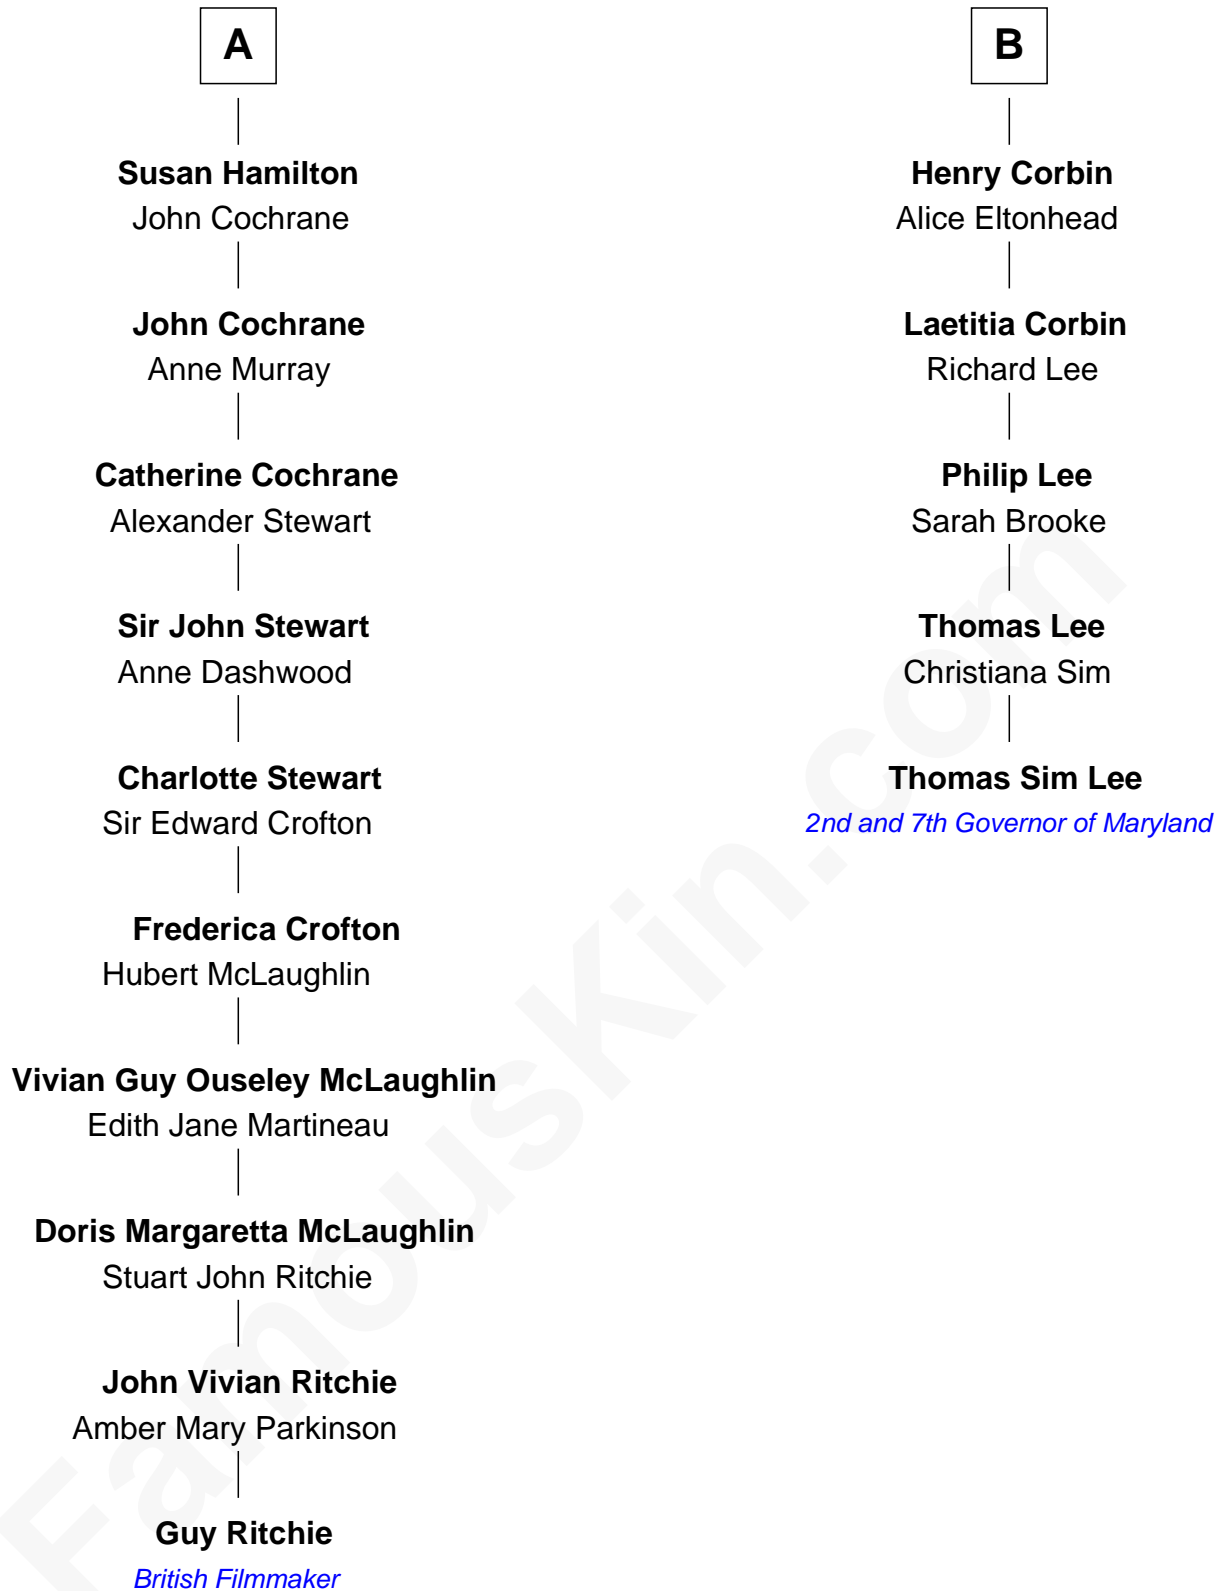 A
Susan Hamilton
John Cochrane
John Cochrane
Anne Murray
Catherine Cochrane
Alexander Stewart
Sir John Stewart
Anne Dashwood
Charlotte Stewart
Sir Edward Crofton
Frederica Crofton
Hubert McLaughlin
Vivian Guy Ouseley McLaughlin
Edith Jane Martineau
Doris Margaretta McLaughlin
Stuart John Ritchie
John Vivian Ritchie
Amber Mary Parkinson
Guy Ritchie
British Filmmaker
B
Henry Corbin
Alice Eltonhead
Laetitia Corbin
Richard Lee
Philip Lee
Sarah Brooke
Thomas Lee
Christiana Sim
Thomas Sim Lee
2nd and 7th Governor of Maryland
FamousKin.com